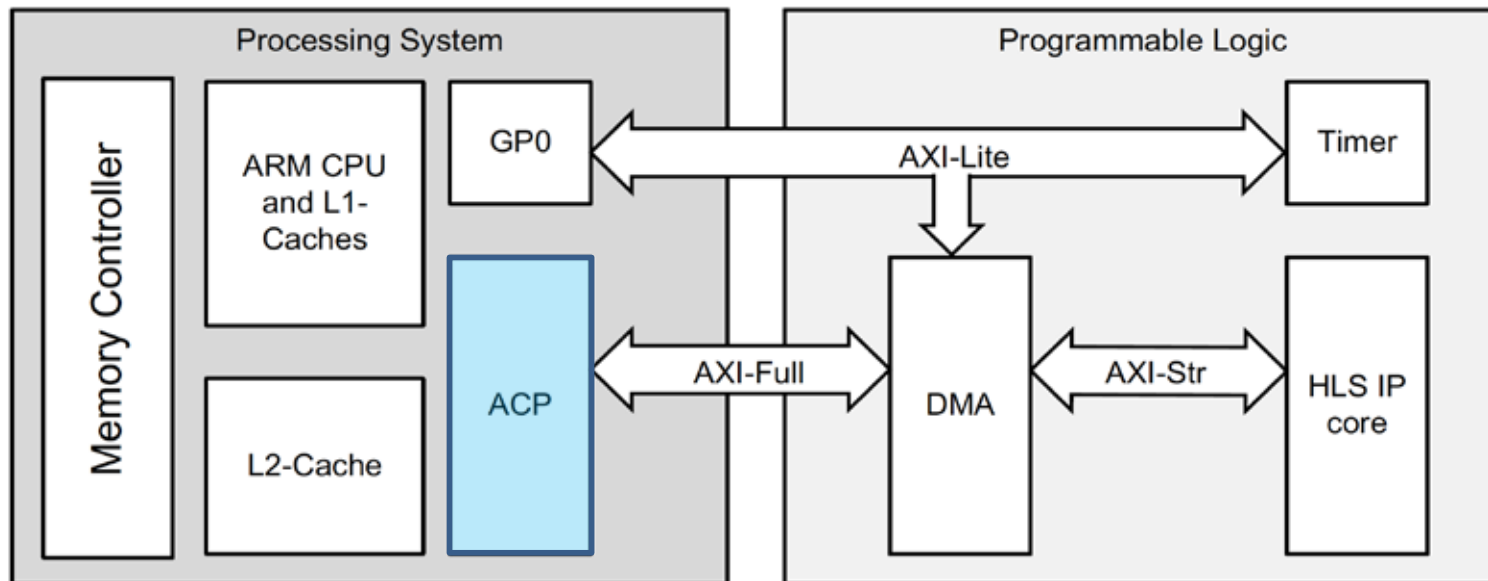 Processing System
Memory Controller
ARM CPU
and L1-
Caches
GP0
L2-Cache
ACP
Programmable Logic
AXI-Lite
Timer
AXI-Full
DMA
AXI-Str
HLS IP
core